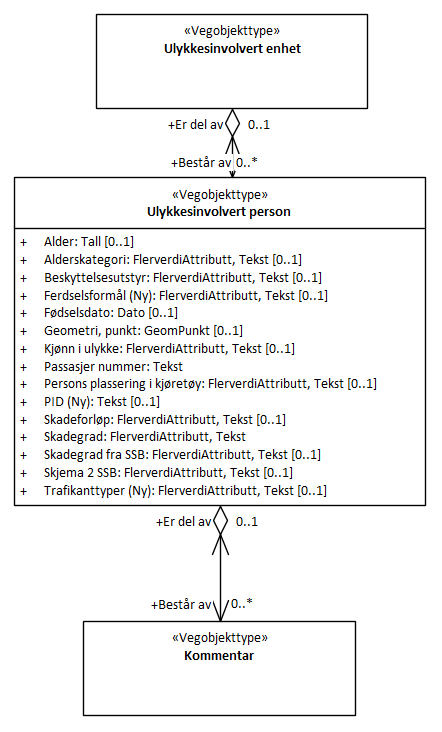 «Vegobjekttype»
Ulykkesinvolvert enhet
+Er del av 0..1
+Består av 0..*
«Vegobjekttype»
Ulykkesinvolvert person
+ Alder: Tall [0..1]
+ Alderskategori: FlerverdiAttributt, Tekst [0..1]
+ Beskyttelsesutstyr: FlerverdiAttributt, Tekst [0..1]
+ Ferdselsformål (Ny): FlerverdiAttributt, Tekst [0..1]
+ Fødselsdato: Dato [0..1]
+ Geometri, punkt: GeomPunkt [0..1]
+ Kjønn i ulykke: FlerverdiAttributt, Tekst [0..1]
+ Passasjer nummer: Tekst
+ Persons plassering i kjøretøy: FlerverdiAttributt, Tekst [0..1]
+ PID (Ny): Tekst [0..1]
+ Skadeforløp: FlerverdiAttributt, Tekst [0..1]
+ Skadegrad: FlerverdiAttributt, Tekst
+ Skadegrad fra SSB: FlerverdiAttributt, Tekst [0..1]
+ Skjema 2 SSB: FlerverdiAttributt, Tekst [0..1]
+ Trafikanttyper (Ny): FlerverdiAttributt, Tekst [0..1]
+Er del av 0..1
+Består av 0..*
«Vegobjekttype»
Kommentar